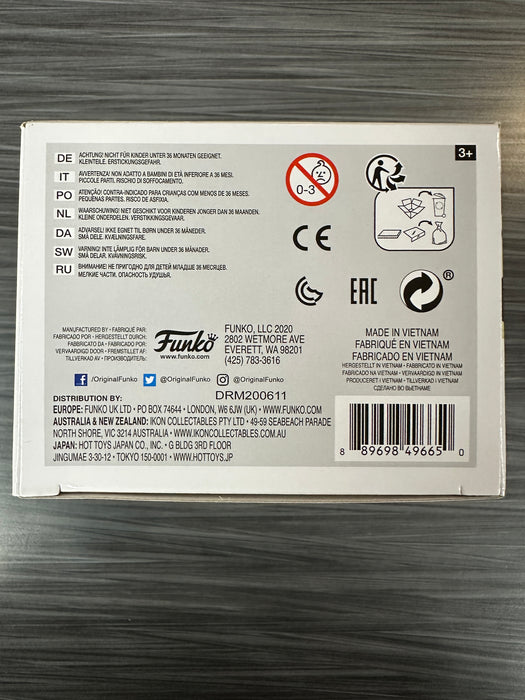 DE ACHTUNG! NICHT FÜR KINDER UNTER 36 MONATEN GEEIGNET.
KLEINTEILE. ERSTICKUNGSGEFAHR.
IT AVVERTENZA! NON ADATTO A BAMBINI DI ETÀ INFERIORE A 36 MESI.
PICCOLE PARTI. RISCHIO DI SOFFOCAMENTO.
PO ATENÇÃO! CONTRA-INDICADO PARA CRIANÇAS COM MENOS DE 36 MESES.
PEQUENAS PARTES. RISCO DE ASFIXIA.
NL WAARSCHUWING! NIET GESCHIKT VOOR KINDEREN JONGER DAN 36 MAANDEN.
KLEINE ONDERDELEN. VERSTIKKINGSGEVAAR.
DA ADVARSEL! IKKE EGNET TIL BØRN UNDER 36 MÅNEDER.
SMÅ DELE. KVÆLNINGSFARE.
SW VARNING! INTE LÄMPLIG FÖR BARN UNDER 36 MÅNADER.
SMÅ DELAR. KVÄVNINGSRISK.
RU ВНИМАНИЕ! НЕ ПРИГОДНО ДЛЯ ДЕТЕЙ МЛАДШЕ 36 МЕСЯЦЕВ.
МЕЛКИЕ ЧАСТИ. ОПАСНОСТЬ УДУШЬЯ.
0-3
3+
CE
EAC
®
MANUFACTURED BY • FABRIQUÉ PAR:
FABRICADO POR • HERGESTELLT DURCH:
FABBRICATO DA • FABRICADO POR:
VERVAARDIGD DOOR • FREMSTILLET AF:
TILLVERKAD AV • ПРОИЗВОДИТЕЛЬ:
Funko
www.funko.com
FUNKO, LLC 2020
2802 WETMORE AVE
EVERETT, WA 98201
(425) 783-3616
/OriginalFunko @OriginalFunko @OriginalFunko
DRM200611
DISTRIBUTION BY:
EUROPE: FUNKO UK LTD • PO BOX 74644 • LONDON, W6 6JW (UK) • WWW.FUNKO.COM
AUSTRALIA & NEW ZEALAND: IKON COLLECTABLES PTY LTD • 49-59 SEABEACH PARADE
NORTH SHORE, VIC 3214 AUSTRALIA • WWW.IKONCOLLECTABLES.COM.AU
JAPAN: HOT TOYS JAPAN CO., INC. • G BLDG 3RD FLOOR
JINGUMAE 3-30-12 • TOKYO 150-0001 • WWW.HOTTOYS.JP
MADE IN VIETNAM
FABRIQUÉ EN VIETNAM
FABRICADO EN VIETNAM
HERGESTELLT IN VIETNAM • FABBRICATO IN VIETNAM
FABRICADO NA VIETNAM • VERVAARDIGD IN VIETNAM
PRODUCERET I VIETNAM • TILLVERKAD I VIETNAM
СДЕЛАНО ВО ВЬЕТНАМЕ
8 89698 49665 0